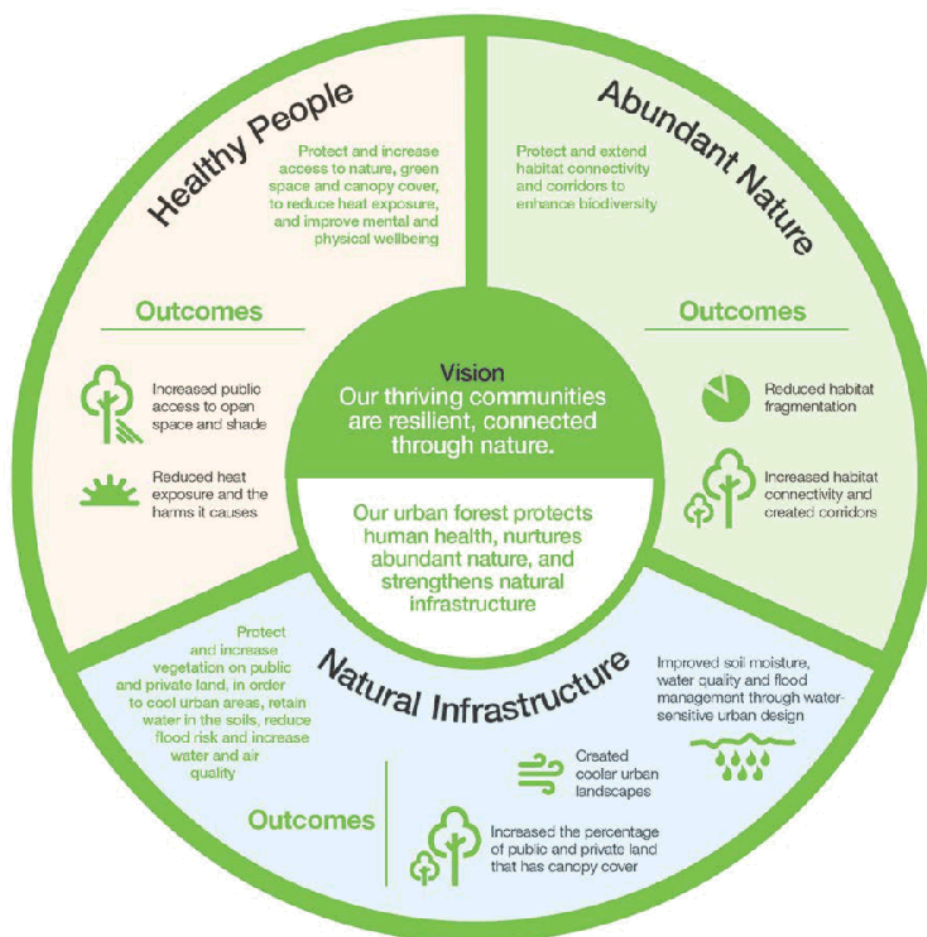 Healthy People
Protect and increase
access to nature, green
space and canopy cover,
to reduce heat exposure,
and improve mental and
physical wellbeing
Outcomes
Increased public
access to open
space and shade
Reduced heat
exposure and the
harms it causes
Abundant Nature
Protect and extend
habitat connectivity
and corridors to
enhance biodiversity
Outcomes
Reduced habitat
fragmentation
Increased habitat
connectivity and
created corridors
Vision
Our thriving communities
are resilient, connected
through nature.
Our urban forest protects
human health, nurtures
abundant nature, and
strengthens natural
infrastructure
Natural Infrastructure
Protect
and increase
vegetation on public
and private land, in order
to cool urban areas, retain
water in the soils, reduce
flood risk and increase
water and air
quality
Outcomes
Improved soil moisture,
water quality and flood
management through water-
sensitive urban design
Created
cooler urban
landscapes
Increased the percentage
of public and private land
that has canopy cover